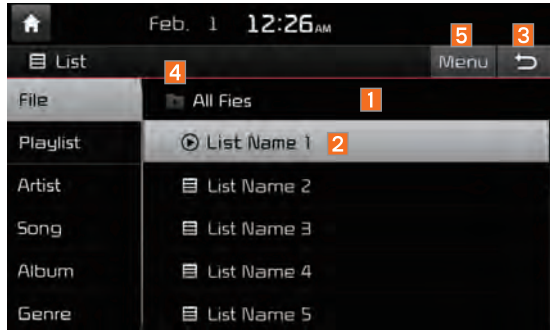 Feb. 1 12:26AM
5 3
List Menu
4
File All Fies 1
Playlist List Name 1 2
Artist List Name 2
Song List Name 3
Album List Name 4
Genre List Name 5